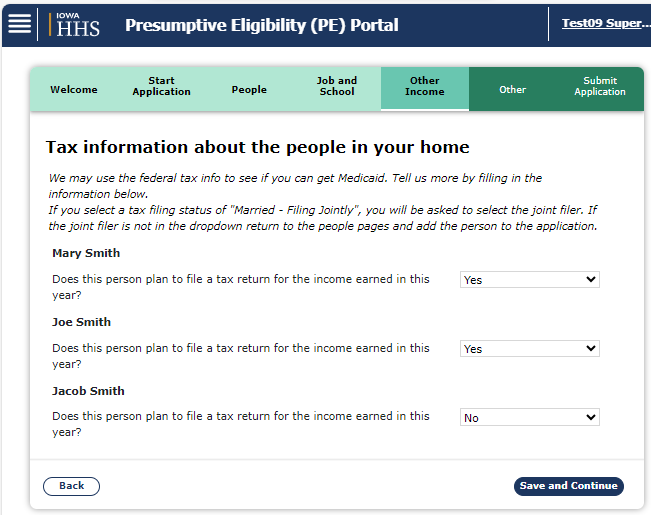 IOWA
HHS
Presumptive Eligibility (PE) Portal
Test09 Super...
Welcome
Start
Application
People
Job and
School
Other
Income
Other
Submit
Application
Tax information about the people in your home
We may use the federal tax info to see if you can get Medicaid. Tell us more by filling in the
information below.
If you select a tax filing status of "Married - Filing Jointly", you will be asked to select the joint filer. If
the joint filer is not in the dropdown return to the people pages and add the person to the application.
Mary Smith
Does this person plan to file a tax return for the income earned in this
year?
Yes
Joe Smith
Does this person plan to file a tax return for the income earned in this
year?
Yes
Jacob Smith
Does this person plan to file a tax return for the income earned in this
year?
No
Back
Save and Continue